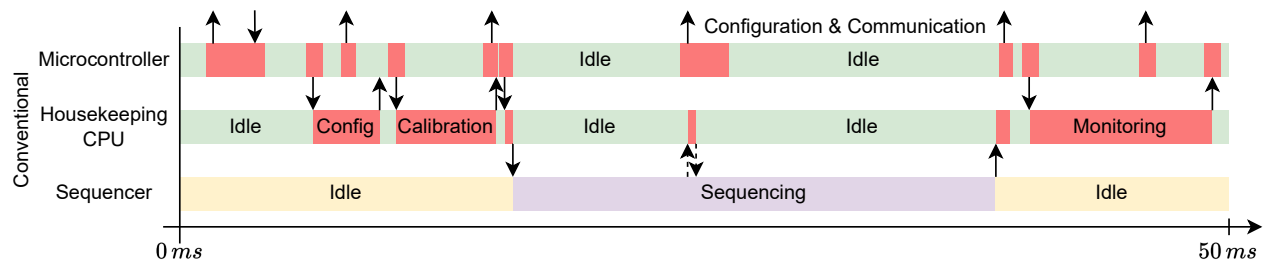 Configuration & Communication
Conventional
Microcontroller
Idle
Idle
Housekeeping
CPU
Idle
Config
Calibration
Idle
Idle
Monitoring
Sequencer
Idle
Sequencing
Idle
0 ms
50 ms